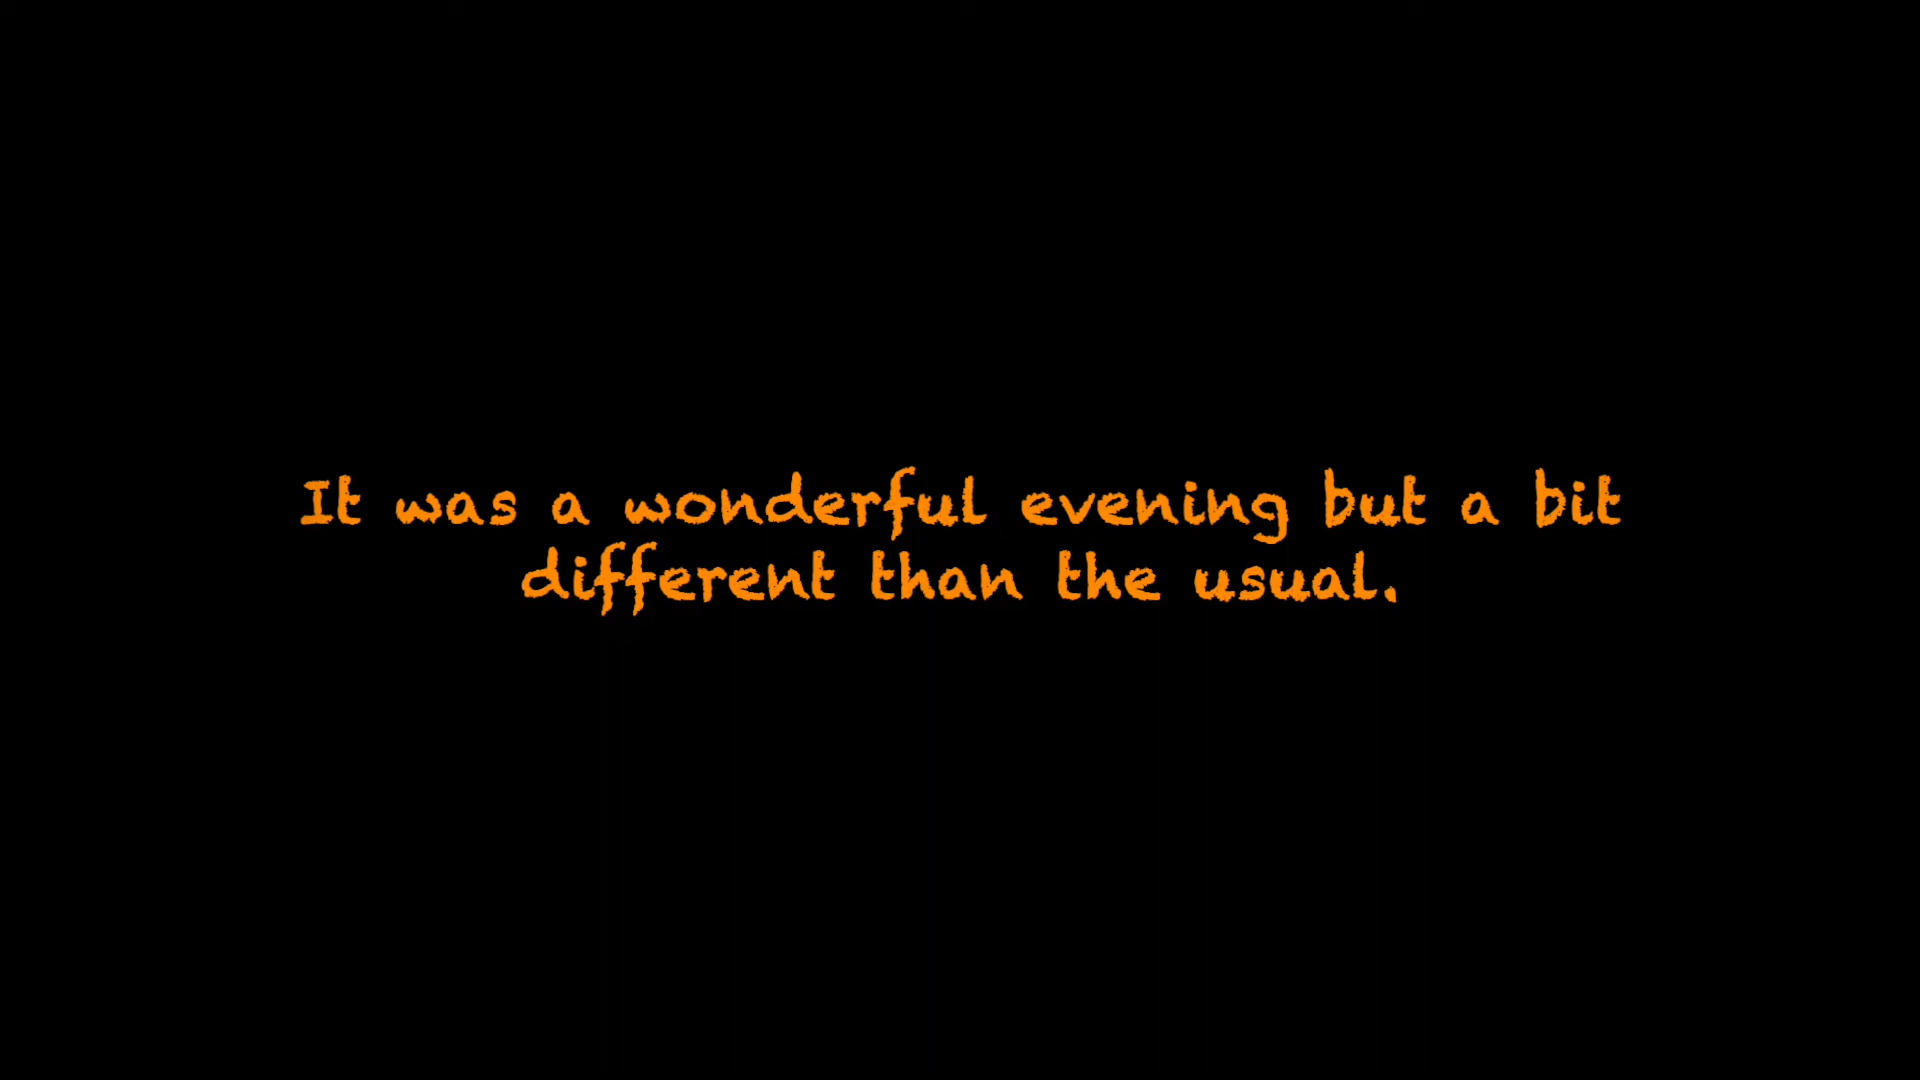 It was a wonderful evening but a bit
different than the usual.